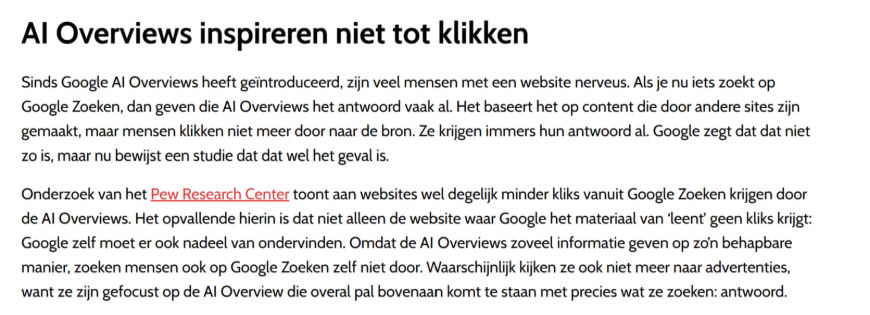 AI Overviews inspireren niet tot klikken
Sinds Google AI Overviews heeft geïntroduceerd, zijn veel mensen met een website nerveus. Als je nu iets zoekt op
Google Zoeken, dan geven die AI Overviews het antwoord vaak al. Het baseert het op content die door andere sites zijn
gemaakt, maar mensen klikken niet meer door naar de bron. Ze krijgen immers hun antwoord al. Google zegt dat dat niet
zo is, maar nu bewijst een studie dat dat wel het geval is.
Onderzoek van het Pew Research Center toont aan websites wel degelijk minder kliks vanuit Google Zoeken krijgen door
de AI Overviews. Het opvallende hierin is dat niet alleen de website waar Google het materiaal van ‘leent’ geen kliks krijgt:
Google zelf moet er ook nadeel van ondervinden. Omdat de AI Overviews zoveel informatie geven op zo’n behapbare
manier, zoeken mensen ook op Google Zoeken zelf niet door. Waarschijnlijk kijken ze ook niet meer naar advertenties,
want ze zijn gefocust op de AI Overview die overal pal bovenaan komt te staan met precies wat ze zoeken: antwoord.